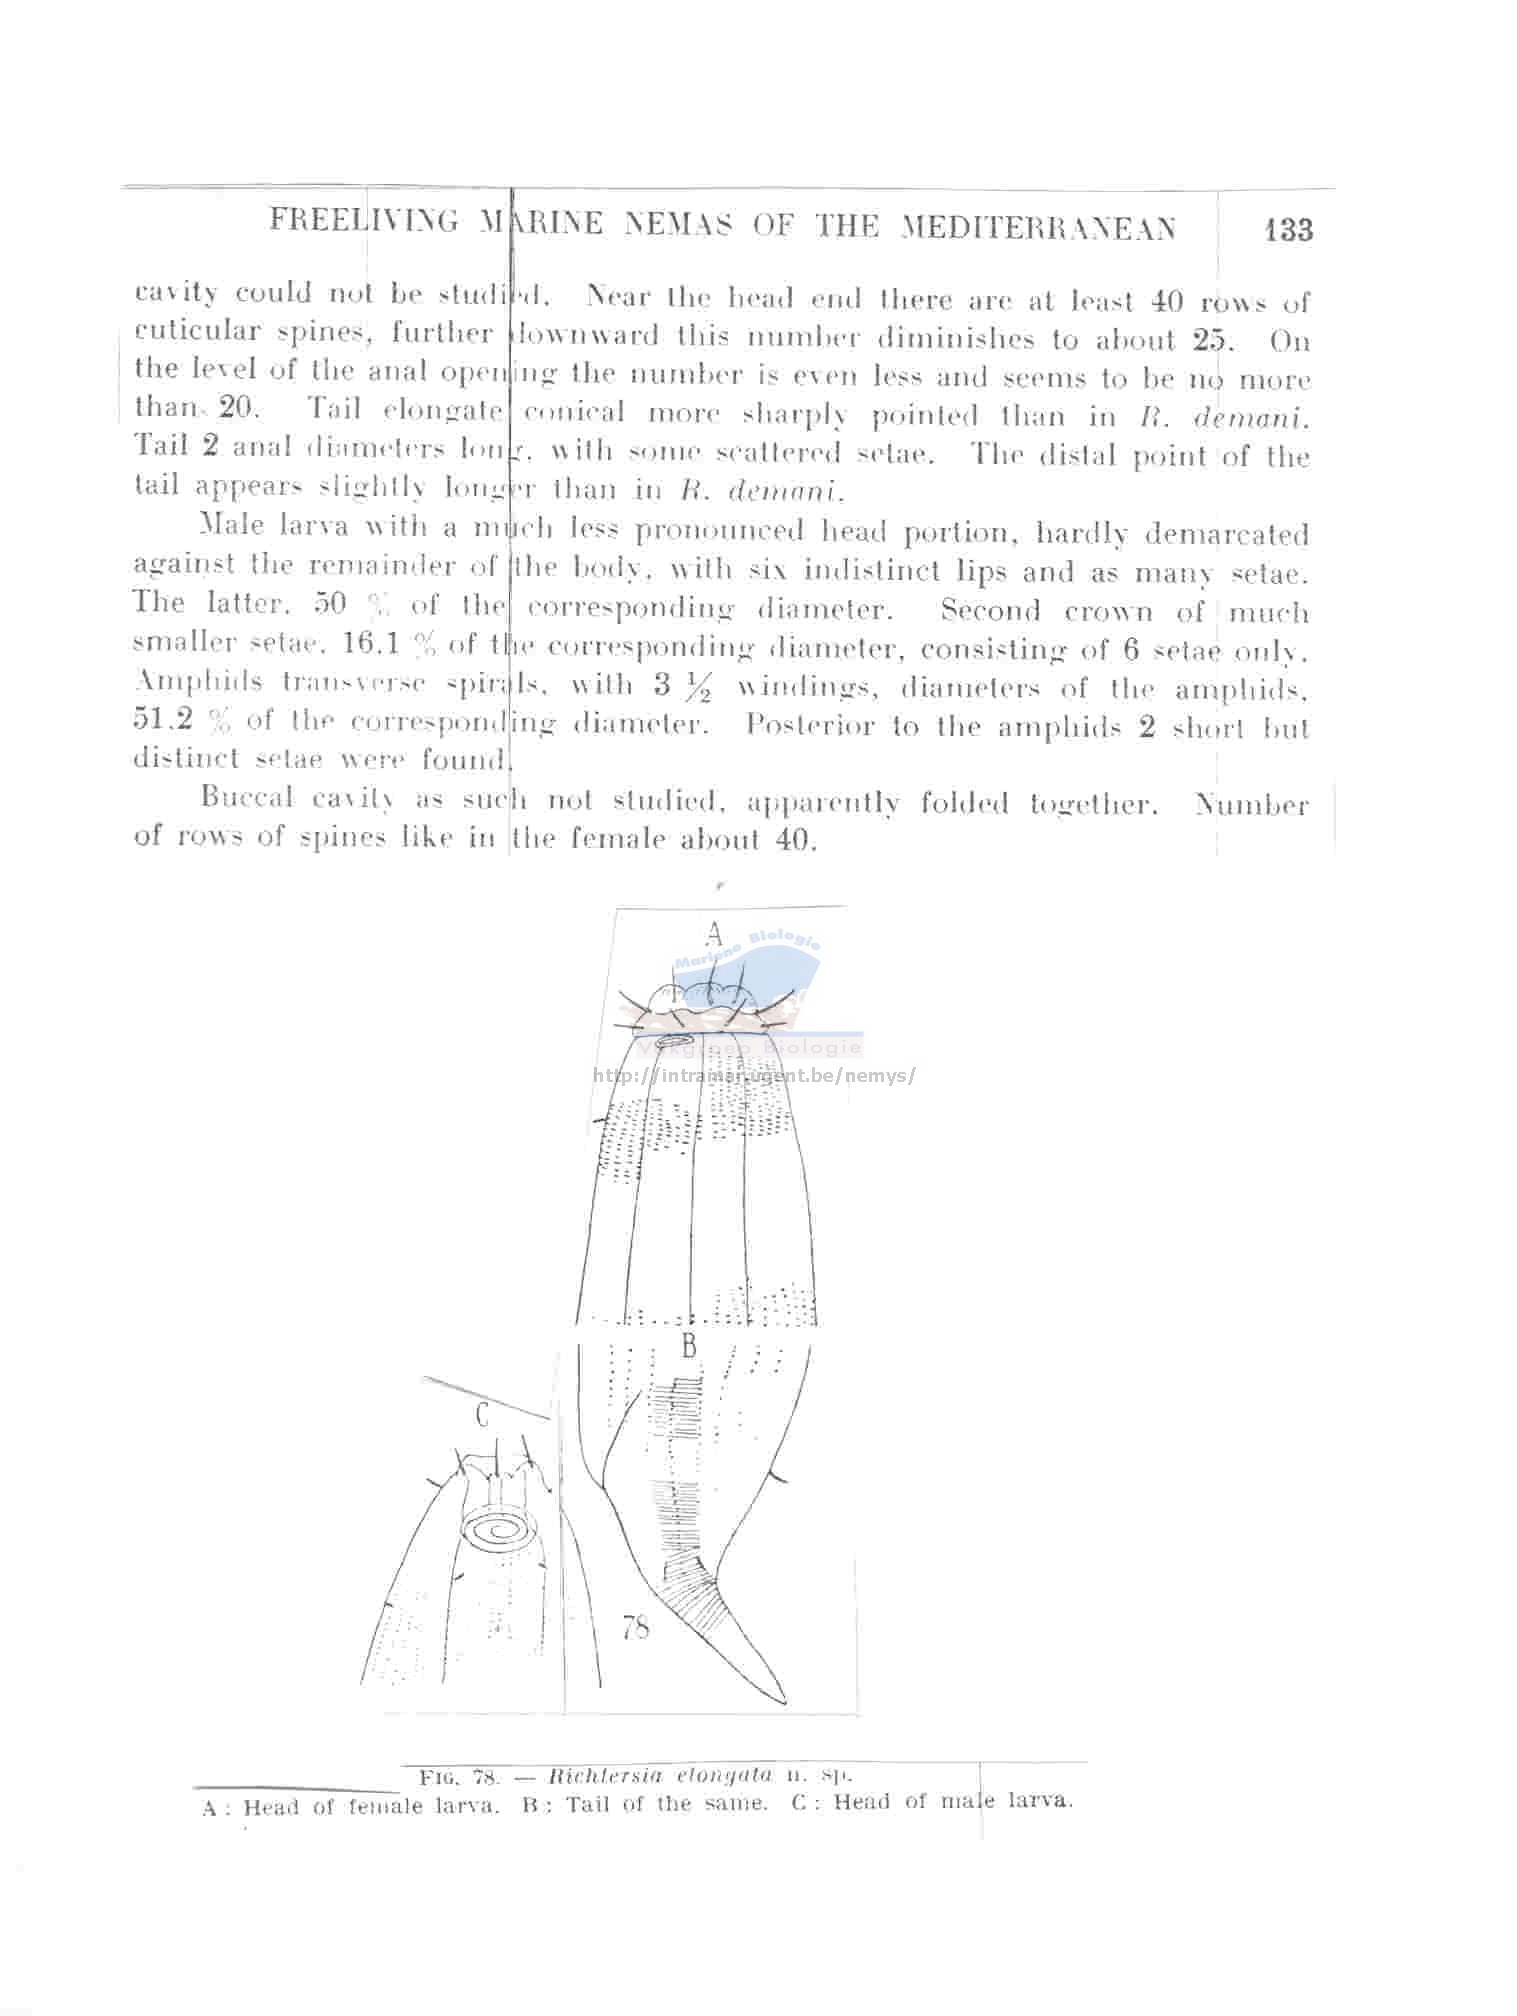 FREELIVING MARINE NEMAS OF THE MEDITERRANEAN 133
cavity could not be studied. Near the head end there are at least 40 rows of
cuticular spines, further downward this number diminishes to about 25. On
the level of the anal opening the number is even less and seems to be no more
than 20. Tail elongate conical more sharply pointed than in R. demani.
Tail 2 anal diameters long, with some scattered setae. The distal point of the
tail appears slightly longer than in R. demani.
Male larva with a much less pronounced head portion, hardly demarcated
against the remainder of the body, with six indistinct lips and as many setae.
The latter. 50 % of the corresponding diameter. Second crown of much
smaller setae. 16.1 % of the corresponding diameter, consisting of 6 setae only.
Amphids transverse spirals, with 3 ½ windings, diameters of the amphids.
51.2 % of the corresponding diameter. Posterior to the amphids 2 short but
distinct setae were found.
Buccal cavity as such not studied, apparently folded together. Number
of rows of spines like in the female about 40.
A
Mariene Biologie
Vakgroep Biologie
http://intramar.ugent.be/nemys/
B
C
78
FIG. 78. — Richtersia elongata n. sp.
A : Head of female larva. B : Tail of the same. C : Head of male larva.